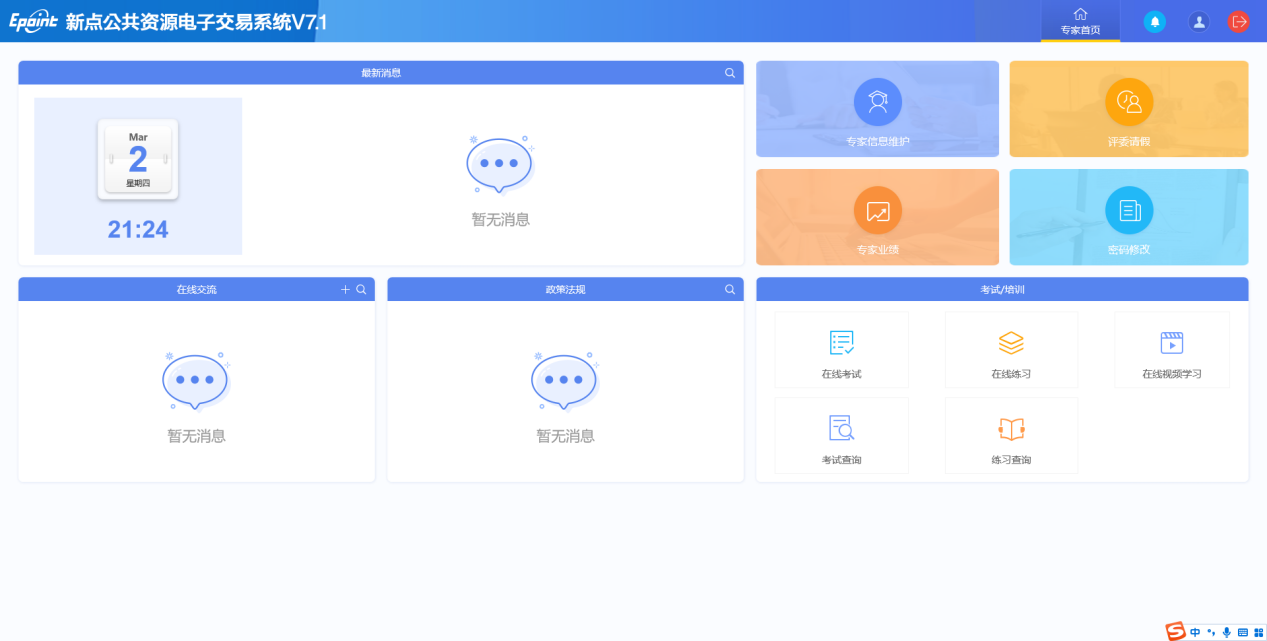 Epoint 新点公共资源电子交易系统V7.1
专家首页
最新消息
Mar
2
星期四
21:24
暂无消息
专家信息维护
评委请假
专家业绩
密码修改
在线交流
暂无消息
政策法规
暂无消息
考试/培训
在线考试
在线练习
在线视频学习
考试查询
练习查询
S 中